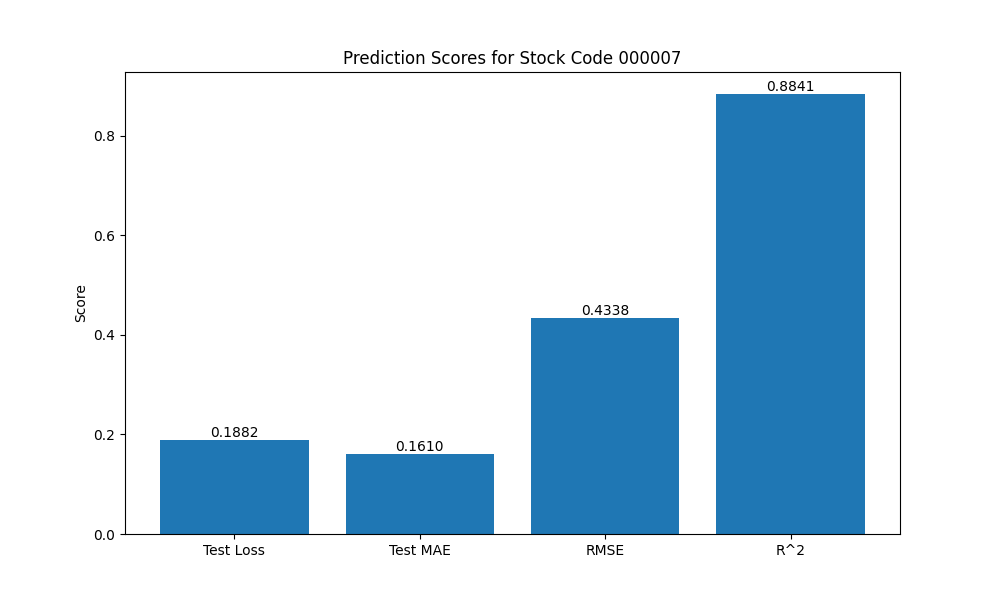 Prediction Scores for Stock Code 000007
0.8841
0.8
0.6
Score
0.4338
0.4
0.1882
0.1610
0.2
0.0
Test Loss
Test MAE
RMSE
R^2